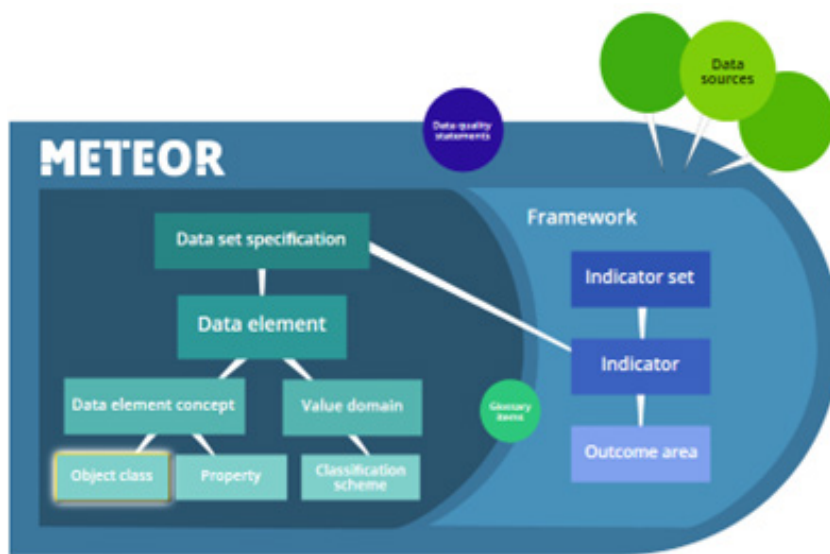 Data
sources
Data quality
statements
METEOR
Framework
Data set specification
Indicator set
Data element
Indicator
Data element concept
Value domain
Glossary
items
Outcome area
Object class
Property
Classification
scheme